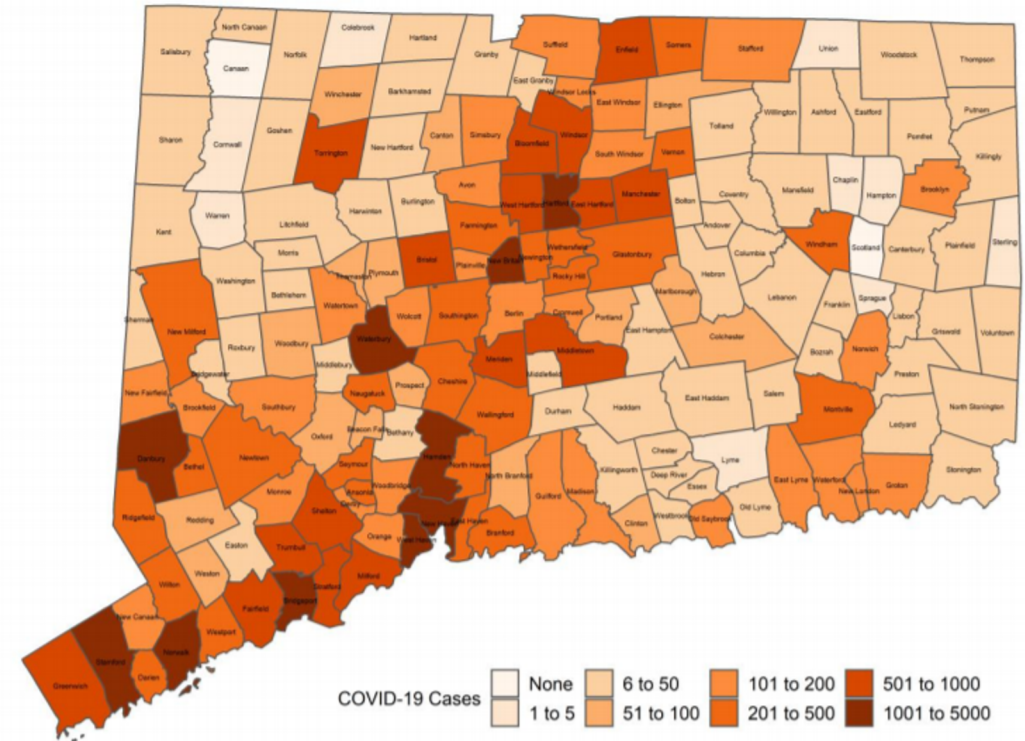 Salisbury
North Canaan
Canaan
Norfolk
Colebrook
Hartland
Granby
Suffield
Enfield
Somers
Stafford
Union
Woodstock
Thompson
East Granby
Windsor Locks
Winchester
Barkhamsted
East Windsor
Ellington
Tolland
Willington
Ashford
Eastford
Pomfret
Putnam
Killingly
Sharon
Cornwall
Goshen
Torrington
New Hartford
Canton
Simsbury
Bloomfield
Windsor
South Windsor
Vernon
Kent
Warren
Litchfield
Harwinton
Burlington
Avon
West Hartford
Hartford
East Hartford
Manchester
Bolton
Coventry
Mansfield
Chaplin
Hampton
Brooklyn
Andover
Morris
Bristol
Farmington
Plainville
New Britain
Newington
Wethersfield
Rocky Hill
Glastonbury
Hebron
Columbia
Windham
Scotland
Canterbury
Plainfield
Sterling
Washington
Bethlehem
Watertown
Thomaston
Plymouth
Wolcott
Southington
Berlin
Cromwell
Portland
Marlborough
East Hampton
Colchester
Lebanon
Franklin
Sprague
Lisbon
Griswold
Voluntown
Sherman
New Milford
Roxbury
Woodbury
Waterbury
Middlebury
Bridgewater
Meriden
Middletown
Middlefield
Bozrah
Norwich
Preston
New Fairfield
Brookfield
Southbury
Naugatuck
Prospect
Cheshire
Wallingford
Durham
Haddam
East Haddam
Salem
Montville
Ledyard
North Stonington
Danbury
Bethel
Newtown
Oxford
Beacon Falls
Bethany
Hamden
North Haven
North Branford
Guilford
Madison
Killingworth
Chester
Deep River
Essex
Lyme
Old Lyme
East Lyme
Waterford
New London
Groton
Stonington
Ridgefield
Redding
Monroe
Seymour
Ansonia
Derby
Woodbridge
Shelton
Orange
New Haven
West Haven
East Haven
Branford
Clinton
Westbrook
Old Saybrook
Easton
Weston
Wilton
Trumbull
Milford
Stratford
Bridgeport
Fairfield
Westport
Norwalk
New Canaan
Darien
Stamford
Greenwich
COVID-19 Cases
None
1 to 5
6 to 50
51 to 100
101 to 200
201 to 500
501 to 1000
1001 to 5000